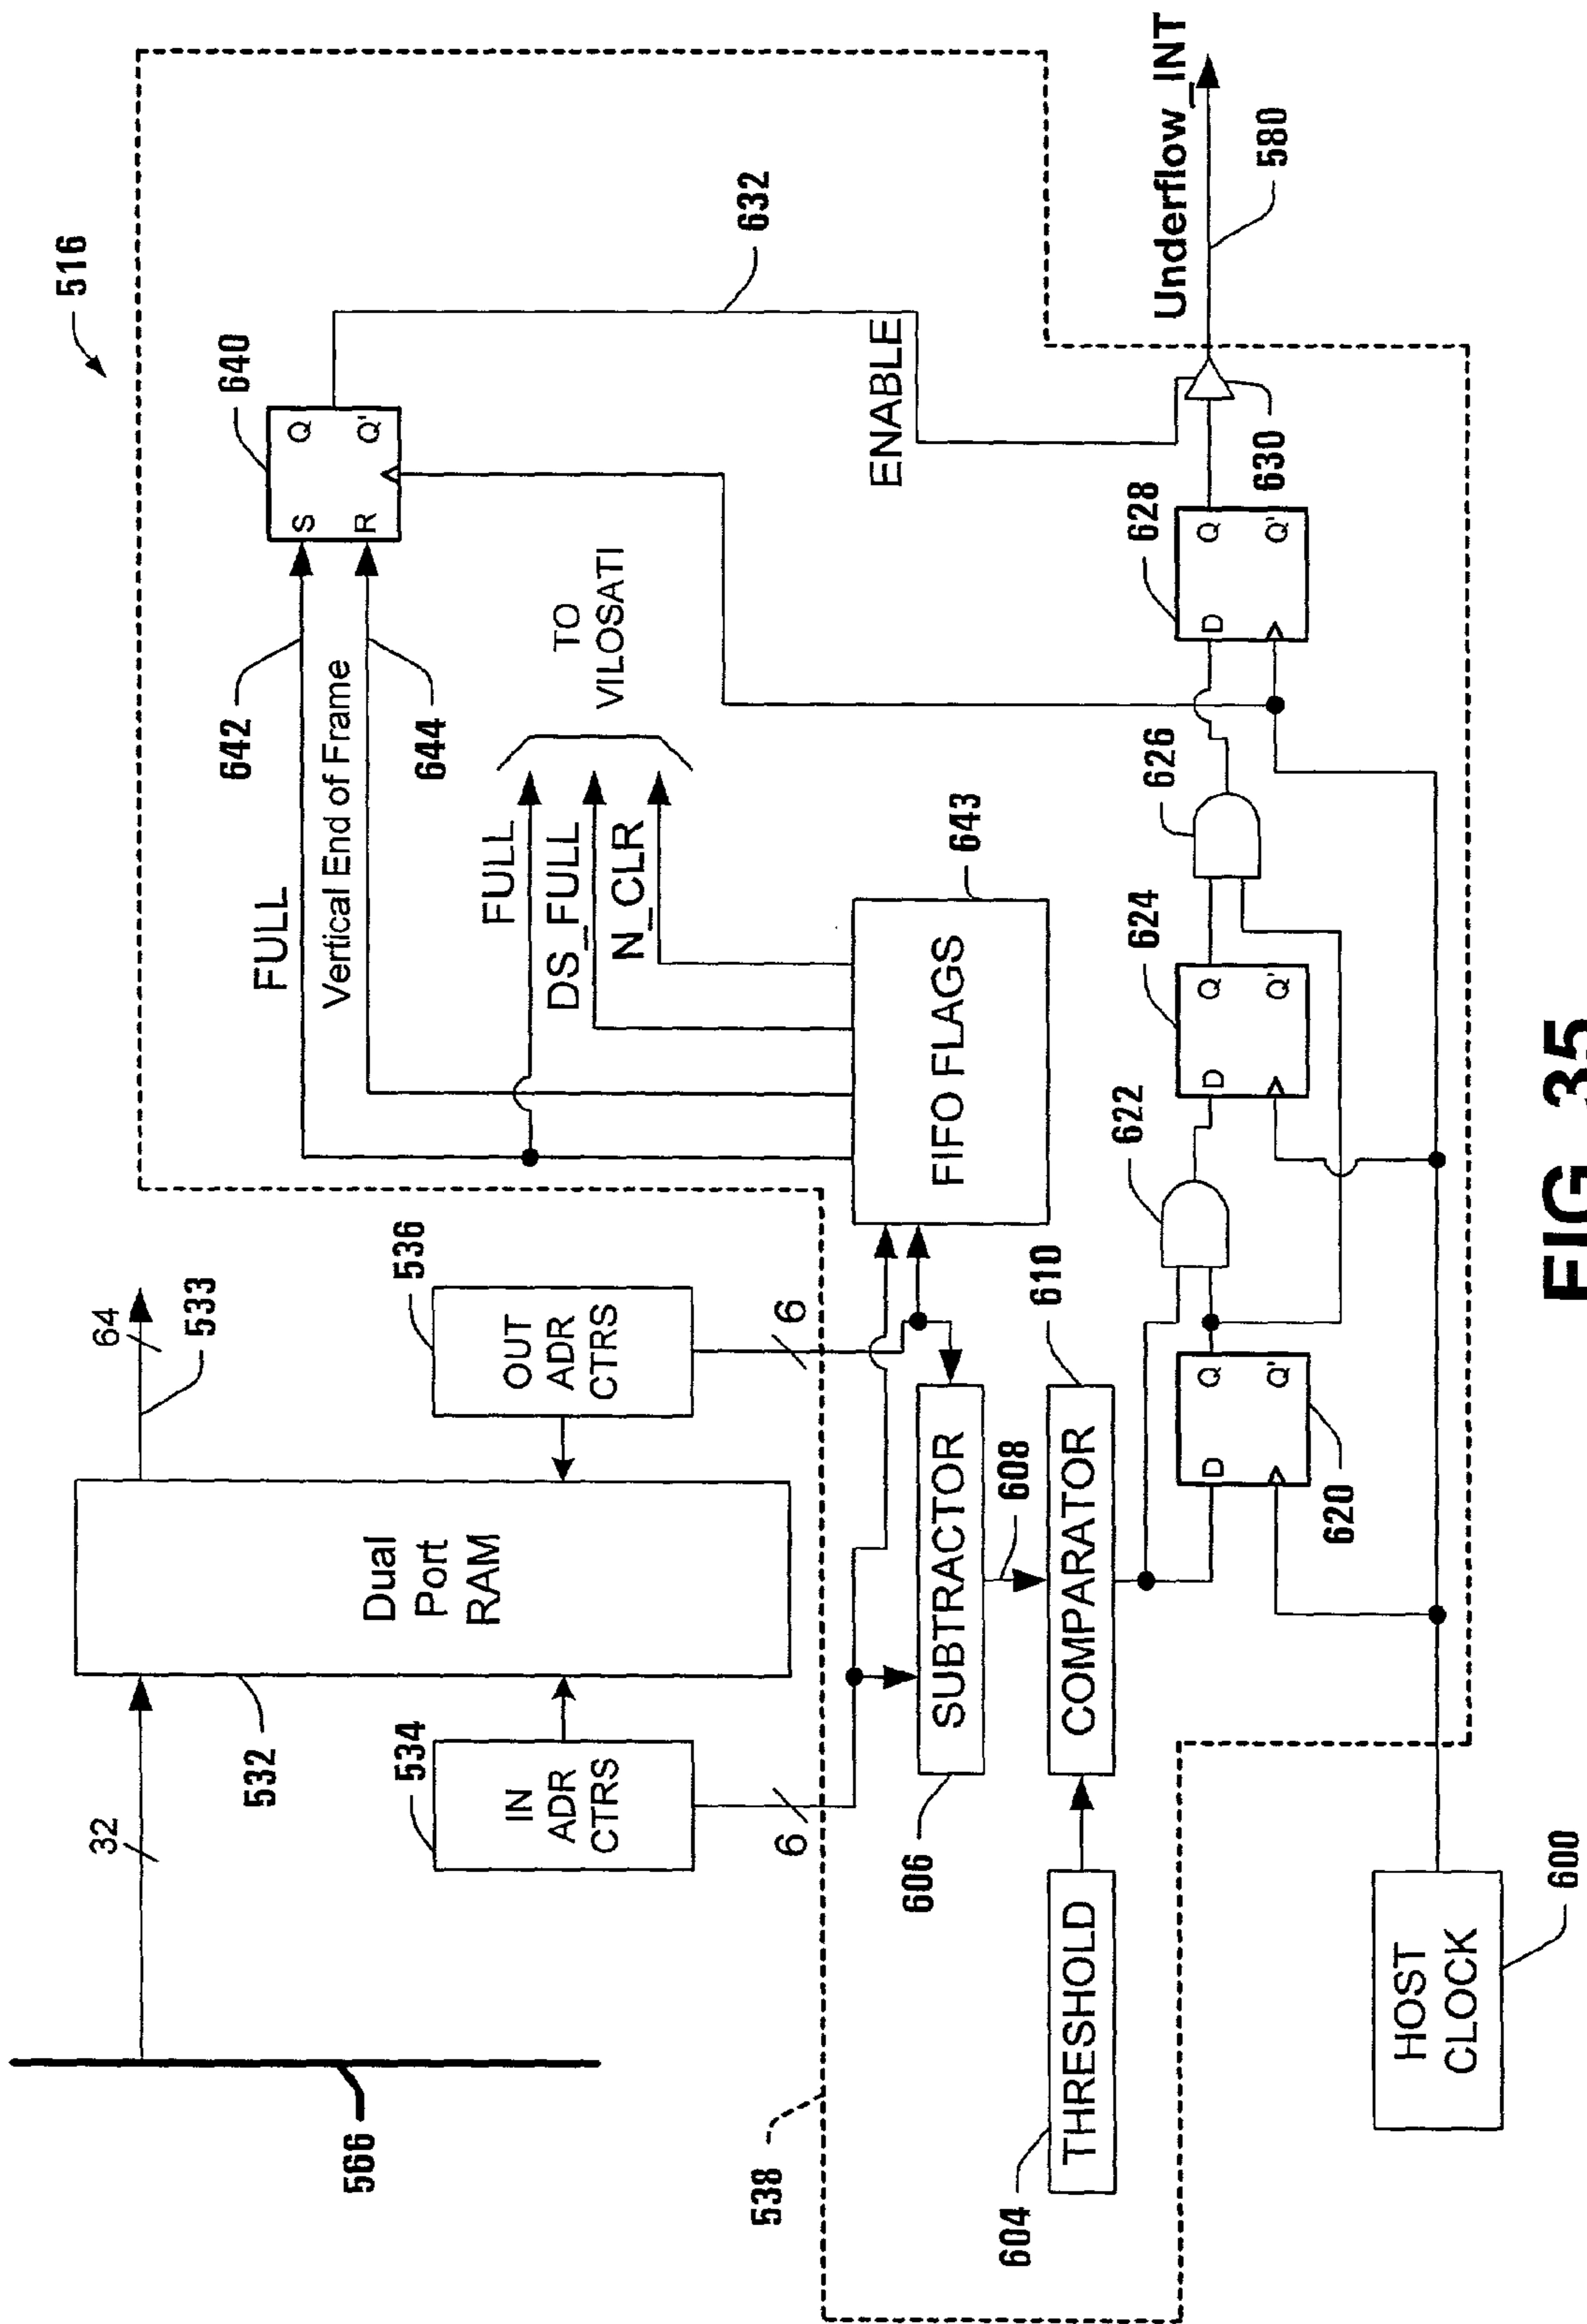 516
566
32
532
Dual
Port
RAM
64
533
534
IN
ADR
CTRS
6
536
OUT
ADR
CTRS
6
538
FULL
642
Vertical End of Frame
644
640
S
R
Q
Q'
632
FULL
DS_FULL
N_CLR
TO
VILOSATI
FIFO FLAGS
643
ENABLE
606
SUBTRACTOR
608
604
THRESHOLD
COMPARATOR
610
D
Q
Q'
620
622
D
Q
Q'
624
626
D
Q
Q'
628
630
Underflow_INT
580
HOST
CLOCK
600
FIG 35